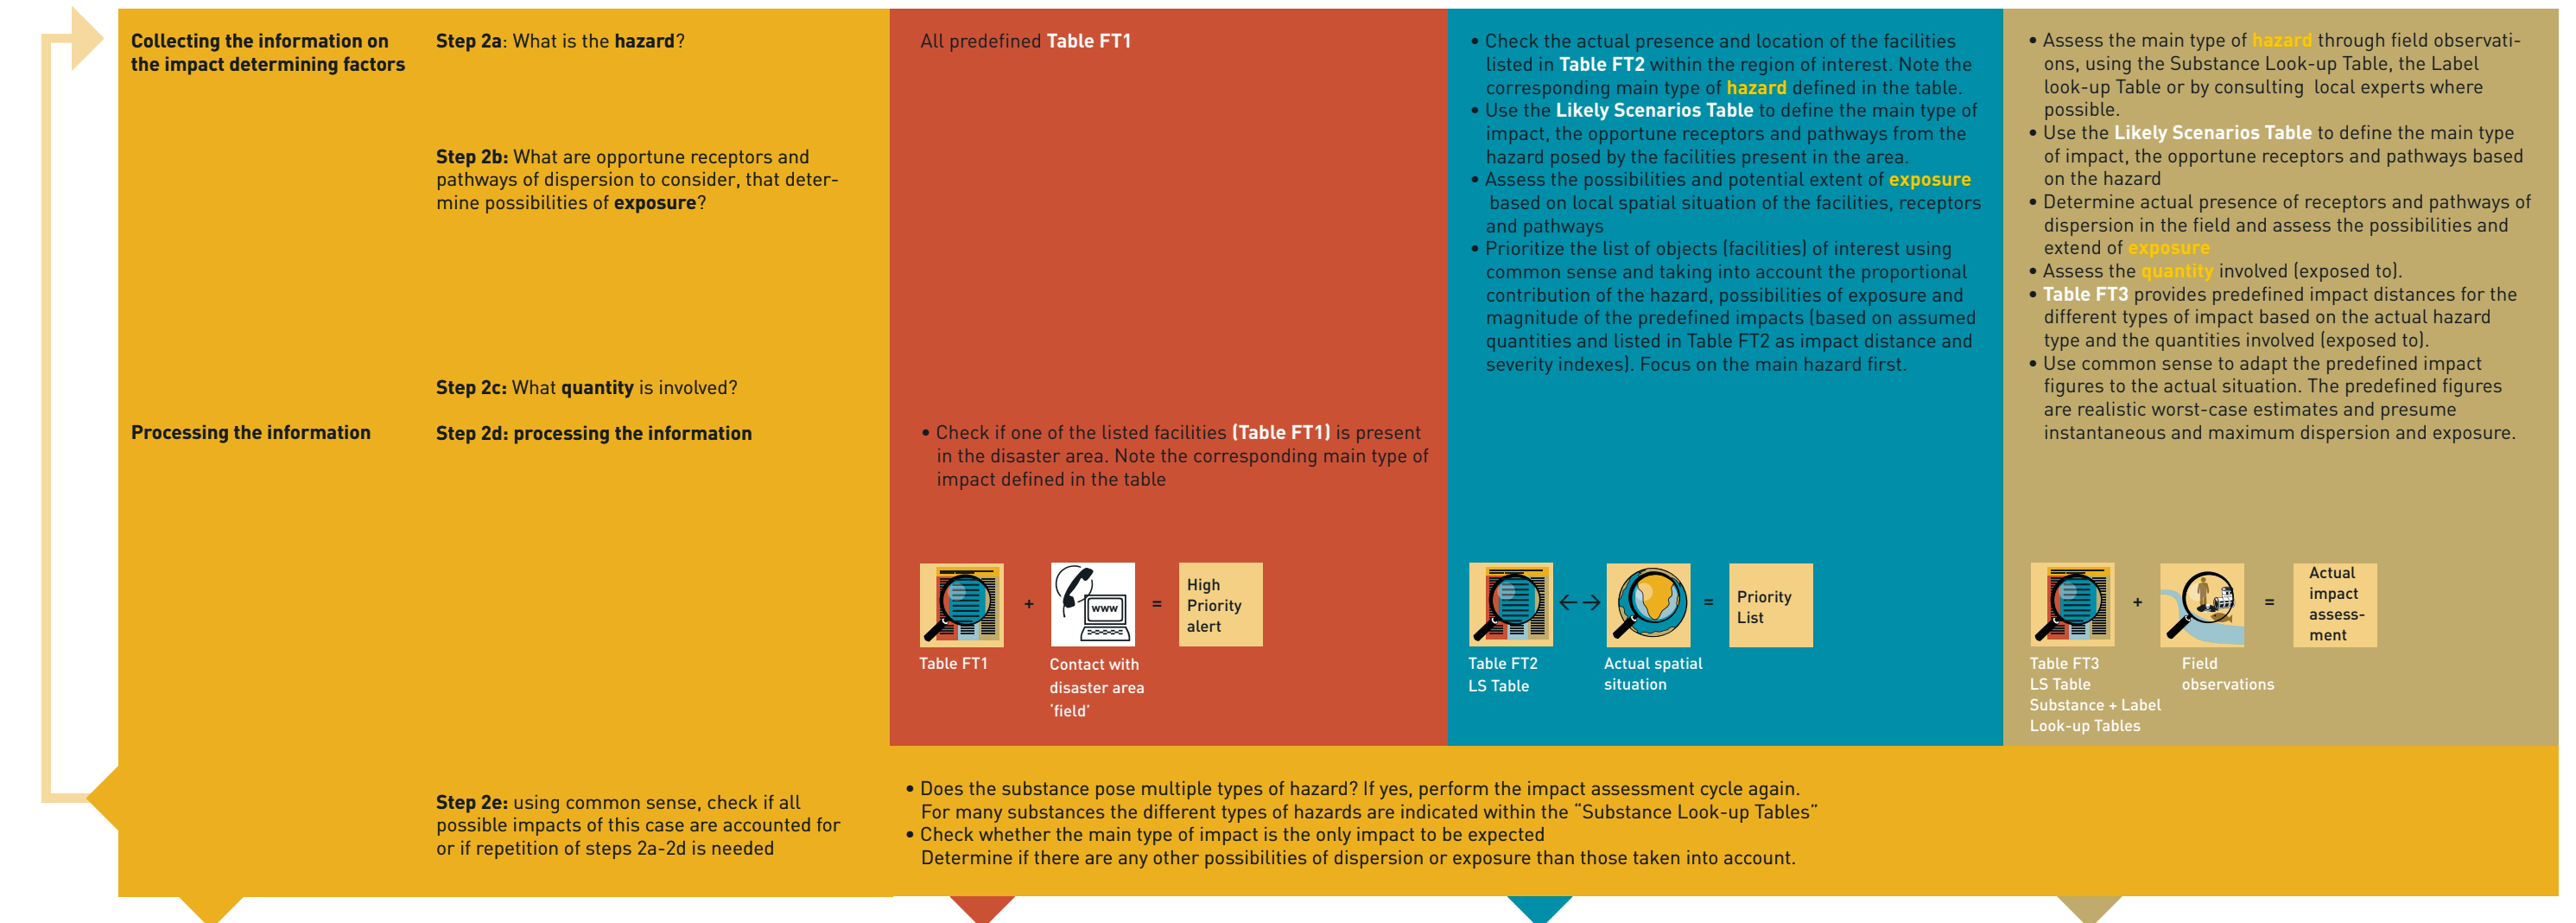 Collecting the information on
the impact determining factors
Step 2a: What is the hazard?
Step 2b: What are opportune receptors and
pathways of dispersion to consider, that deter-
mine possibilities of exposure?
Step 2c: What quantity is involved?
Processing the information
Step 2d: processing the information
All predefined Table FT1
• Check if one of the listed facilities (Table FT1) is present
in the disaster area. Note the corresponding main type of
impact defined in the table
+
www
=
High
Priority
alert
Table FT1
Contact with
disaster area
'field'
• Check the actual presence and location of the facilities
listed in Table FT2 within the region of interest. Note the
corresponding main type of hazard defined in the table.
• Use the Likely Scenarios Table to define the main type of
impact, the opportune receptors and pathways from the
hazard posed by the facilities present in the area.
• Assess the possibilities and potential extent of exposure
based on local spatial situation of the facilities, receptors
and pathways
• Prioritize the list of objects (facilities) of interest using
common sense and taking into account the proportional
contribution of the hazard, possibilities of exposure and
magnitude of the predefined impacts (based on assumed
quantities and listed in Table FT2 as impact distance and
severity indexes). Focus on the main hazard first.
=
Priority
List
Table FT2
LS Table
Actual spatial
situation
• Assess the main type of hazard through field observati-
ons, using the Substance Look-up Table, the Label
look-up Table or by consulting local experts where
possible.
• Use the Likely Scenarios Table to define the main type
of impact, the opportune receptors and pathways based
on the hazard
• Determine actual presence of receptors and pathways of
dispersion in the field and assess the possibilities and
extend of exposure
• Assess the quantity involved (exposed to).
• Table FT3 provides predefined impact distances for the
different types of impact based on the actual hazard
type and the quantities involved (exposed to).
• Use common sense to adapt the predefined impact
figures to the actual situation. The predefined figures
are realistic worst-case estimates and presume
instantaneous and maximum dispersion and exposure.
+
=
Actual
impact
assess-
ment
Table FT3
LS Table
Substance + Label
Look-up Tables
Field
observations
Step 2e: using common sense, check if all
possible impacts of this case are accounted for
or if repetition of steps 2a-2d is needed
• Does the substance pose multiple types of hazard? If yes, perform the impact assessment cycle again.
For many substances the different types of hazards are indicated within the "Substance Look-up Tables"
• Check whether the main type of impact is the only impact to be expected
Determine if there are any other possibilities of dispersion or exposure than those taken into account.